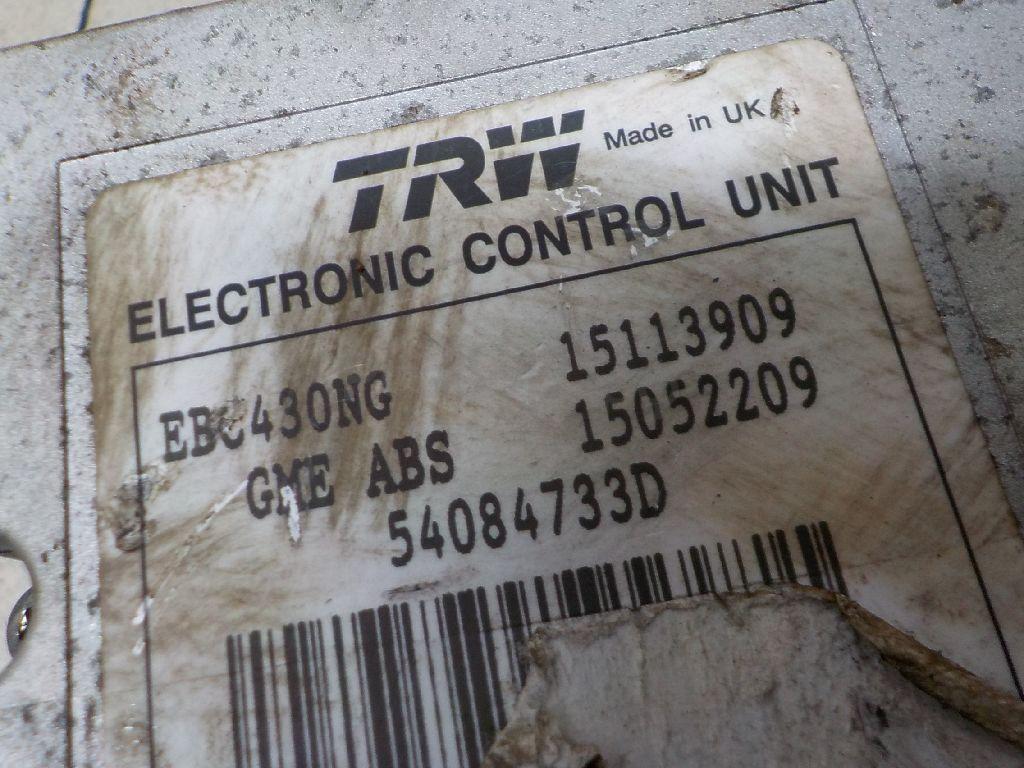 TRW Made in UK
ELECTRONIC CONTROL UNIT
EBC430NG 15113909
GME ABS 15052209
54084733D